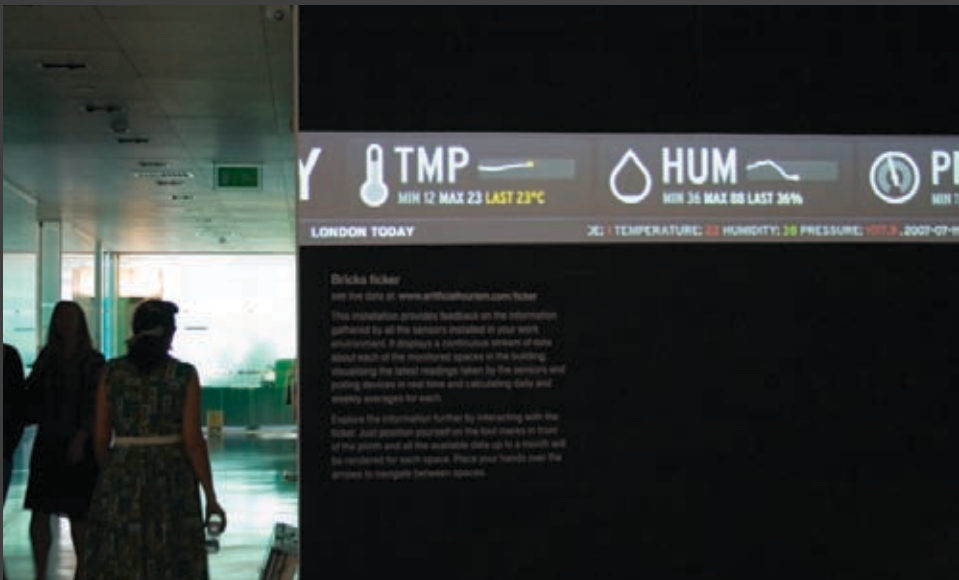 Y TMP HUM P
MIN 12 MAX 23 LAST 23°C MIN 36 MAX 88 LAST 36% MIN
LONDON TODAY TEMPERATURE: 23 HUMIDITY: 36 PRESSURE: , 2007-07-
Bricks ticker
see live data at www.artificialtourism.com/ticker
This installation provides feedback on the information
gathered by all the sensors installed in your work
environment. It displays a continuous stream of data
about each of the monitored spaces in the building,
visualising the latest readings taken by the sensors and
polling devices in real time and calculating daily and
weekly averages for each.
Explore the information further by interacting with the
ticker. Just position yourself on the foot marks in front
of the plinth and all the available data up to a month will
be rendered for each space. Place your hands over the
arrows to navigate between spaces.